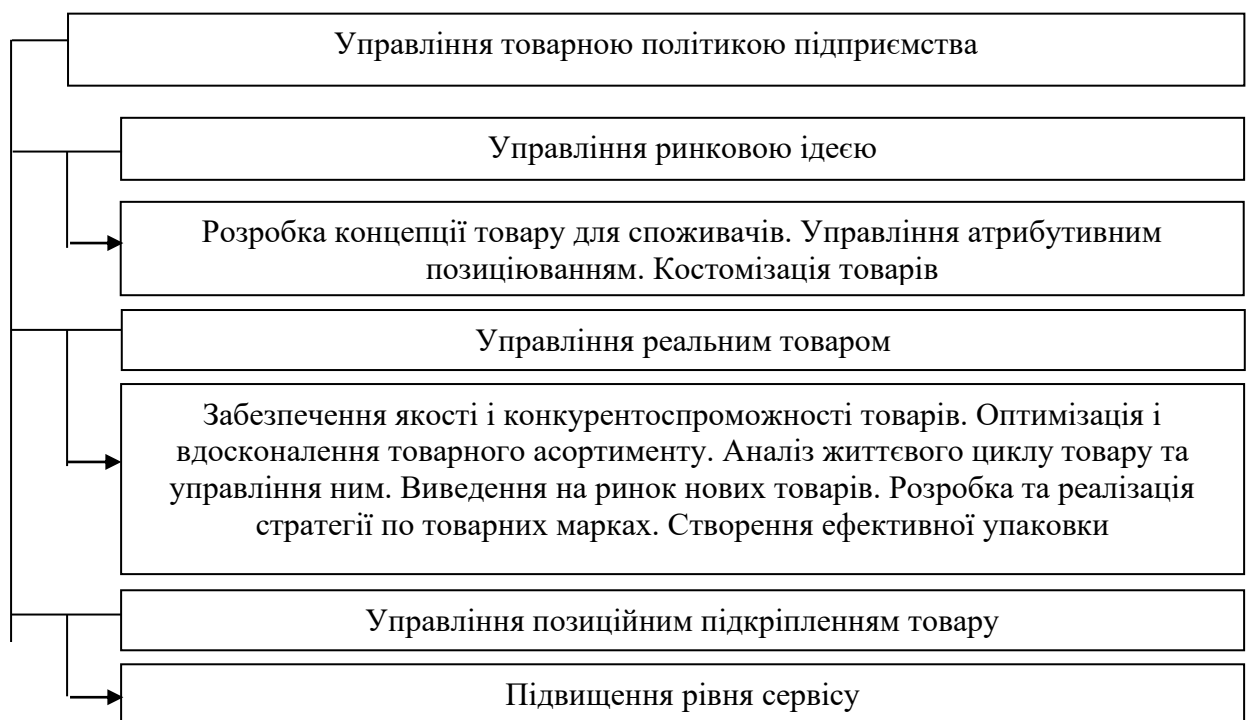 Управління товарною політикою підприємства
Управління ринковою ідеєю
Розробка концепції товару для споживачів. Управління атрибутивним
позиціюванням. Костомізація товарів
Управління реальним товаром
Забезпечення якості і конкурентоспроможності товарів. Оптимізація і
вдосконалення товарного асортименту. Аналіз життєвого циклу товару та
управління ним. Виведення на ринок нових товарів. Розробка та реалізація
стратегії по товарних марках. Створення ефективної упаковки
Управління позиційним підкріпленням товару
Підвищення рівня сервісу